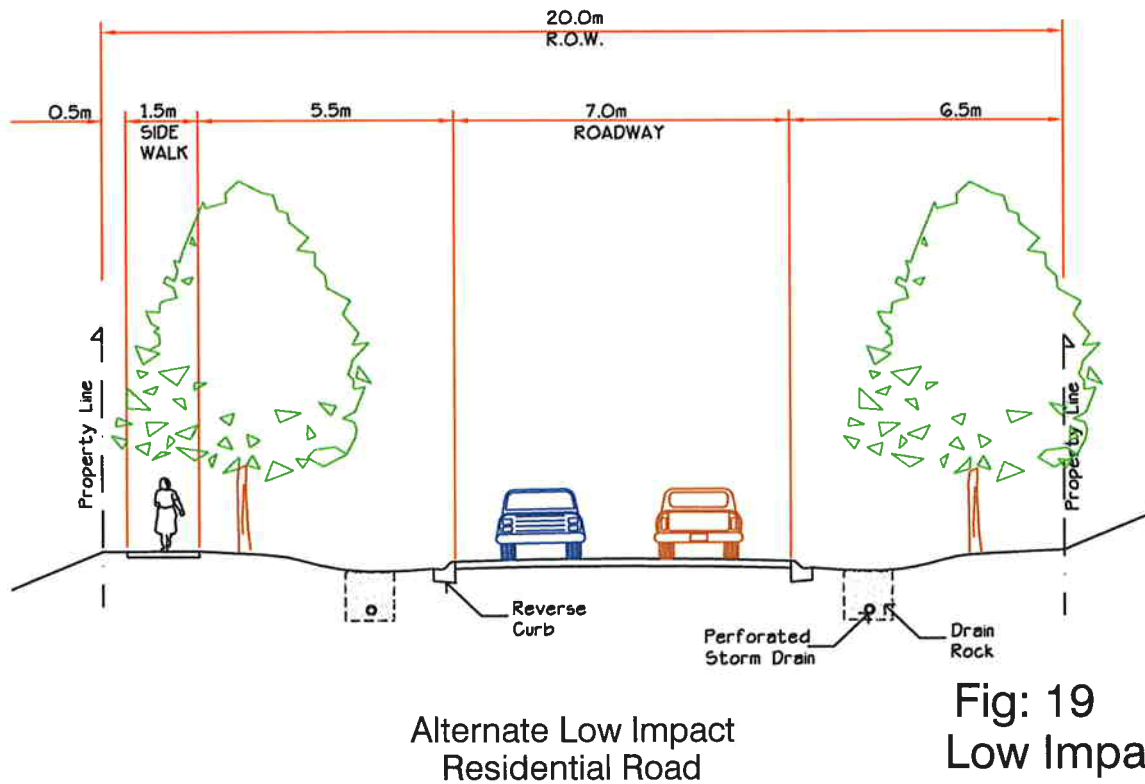 20.0m
R.O.W.
0.5m
1.5m
SIDE
WALK
5.5m
7.0m
ROADWAY
6.5m
Property Line
Property Line
Reverse
Curb
Perforated
Storm Drain
Drain
Rock
Alternate Low Impact
Residential Road
Fig: 19
Low Impa